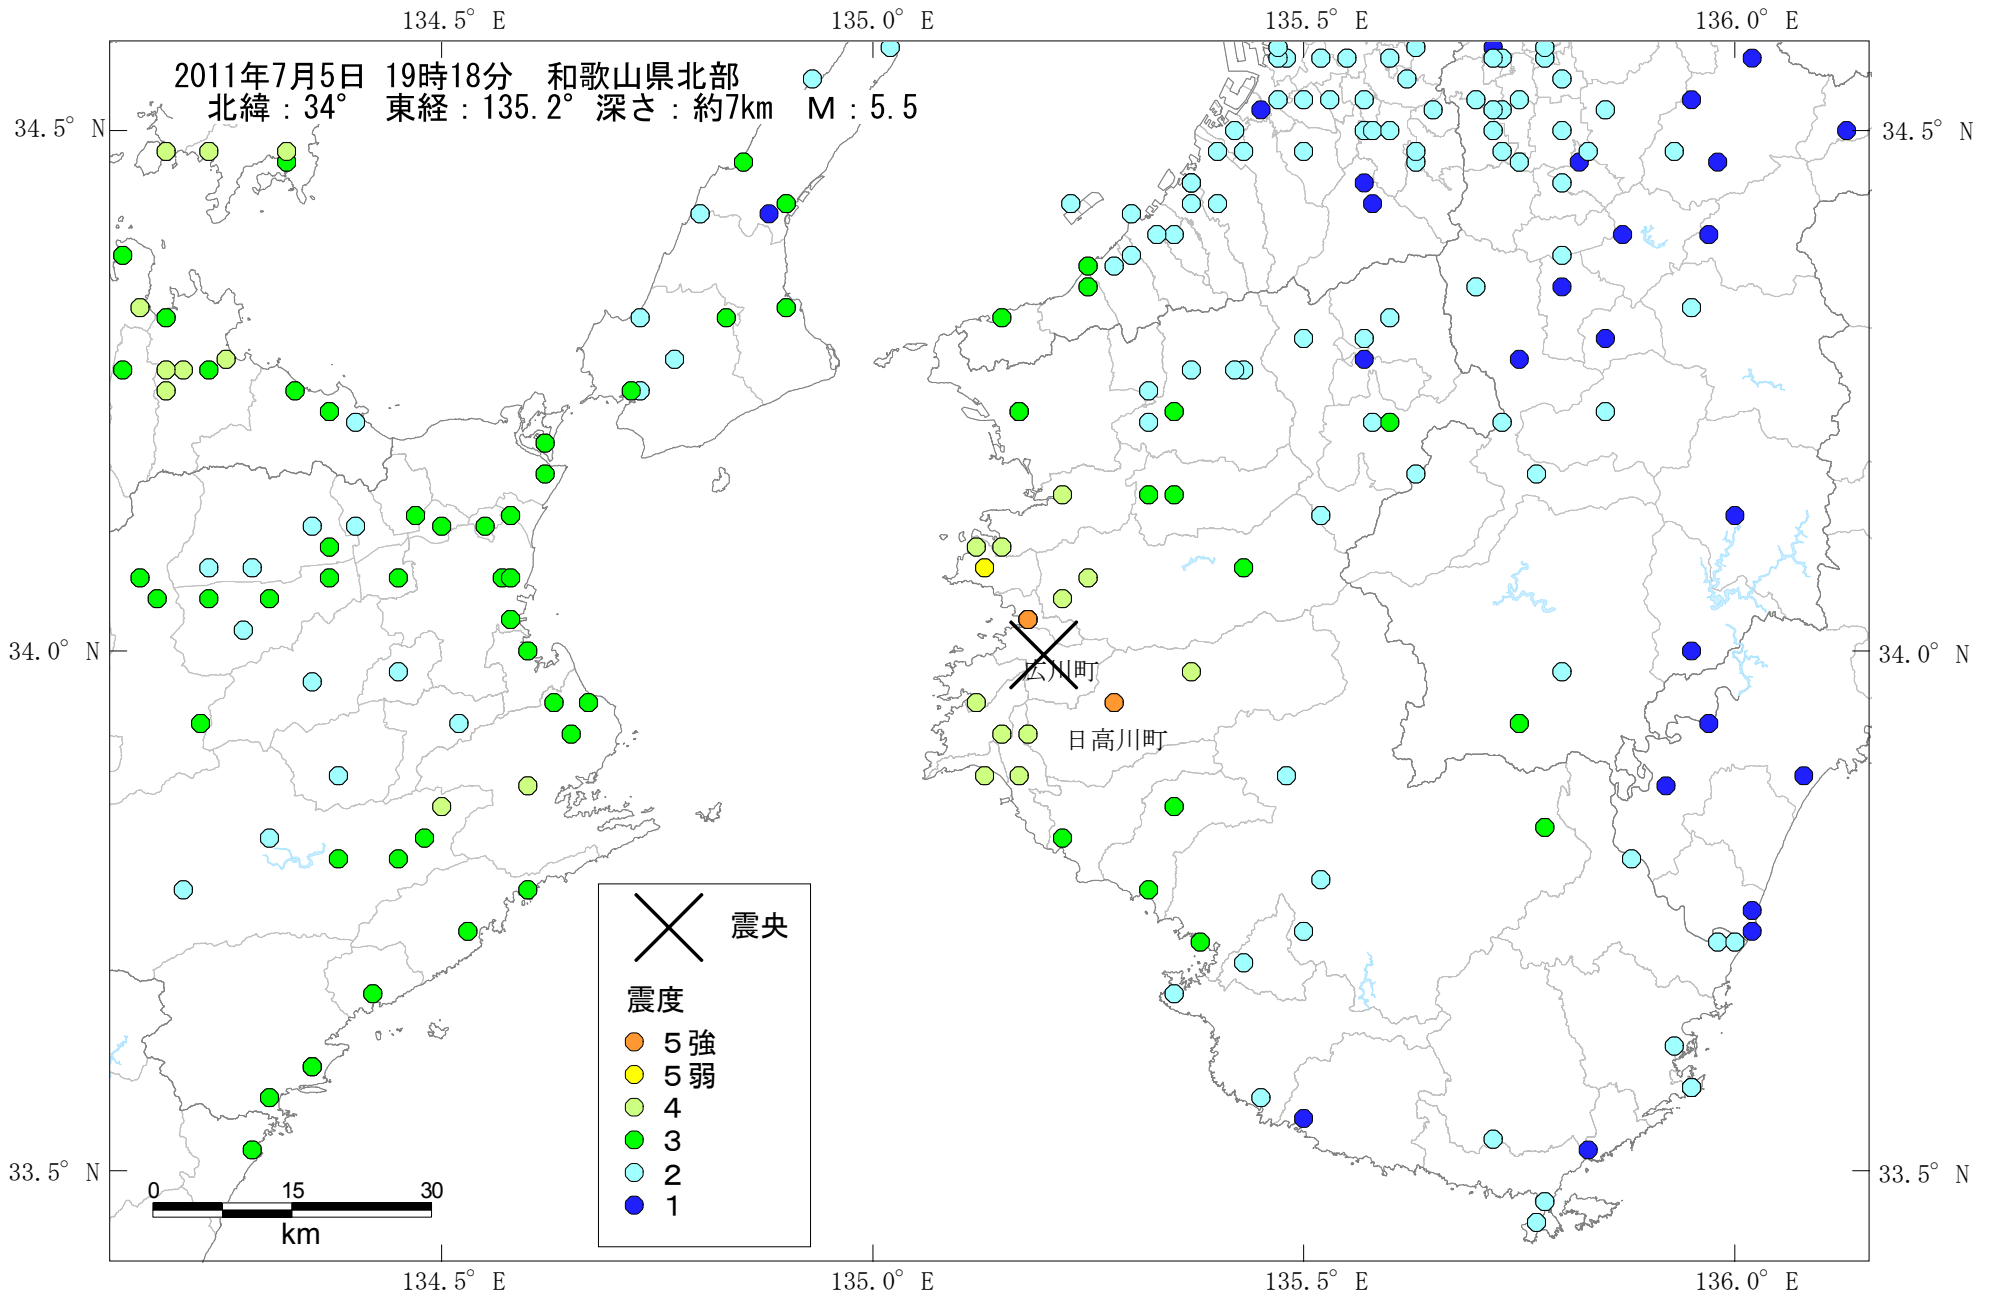 134.5° E
135.0° E
135.5° E
136.0° E
2011年7月5日 19時18分 和歌山県北部
北緯：34° 東経：135.2° 深さ：約7km M：5.5
34.5° N
34.5° N
34.0° N
34.0° N
広川町
日高川町
震央
震度
5強
5弱
4
3
2
1
33.5° N
33.5° N
0 15 30
km
134.5° E
135.0° E
135.5° E
136.0° E